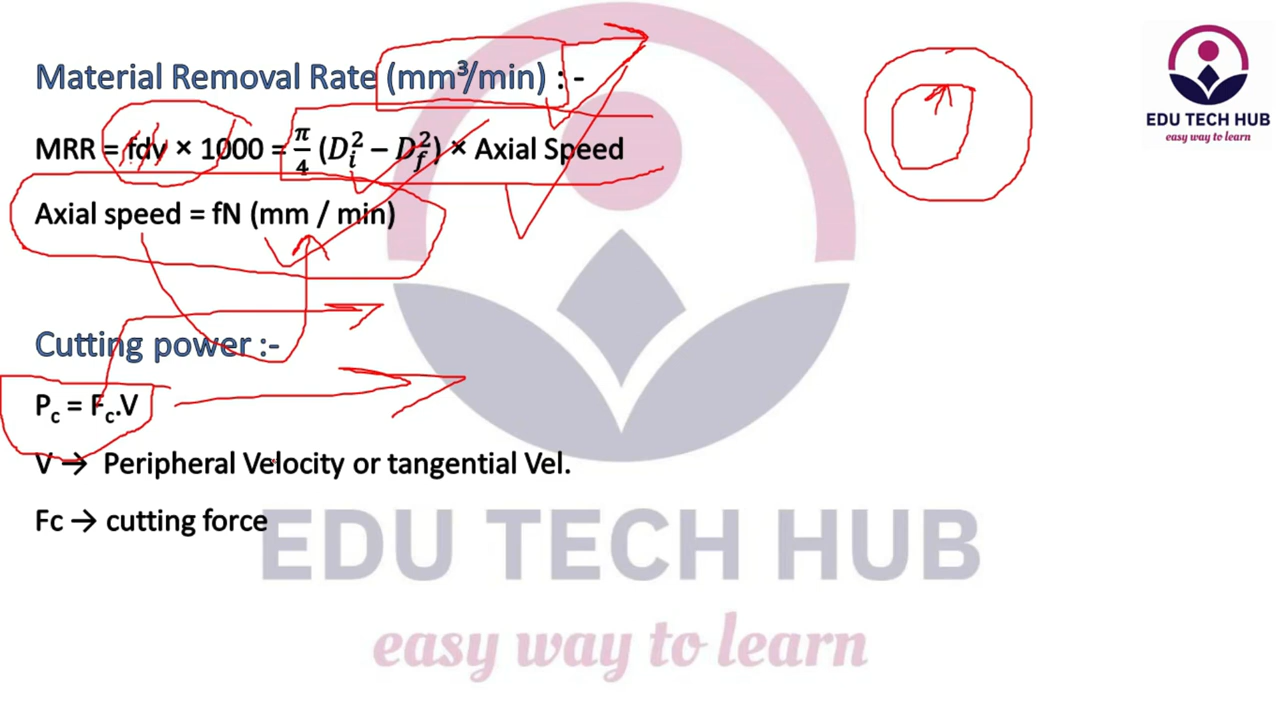 Material Removal Rate (mm³/min) : -
MRR = fdv × 1000 = π/4 (D_i² − D_f²) × Axial Speed
Axial speed = fN (mm / min)
Cutting power :-
P_c = F_c.V
V → Peripheral Velocity or tangential Vel.
Fc → cutting force
EDU TECH HUB
easy way to learn
EDU TECH HUB
easy way to learn